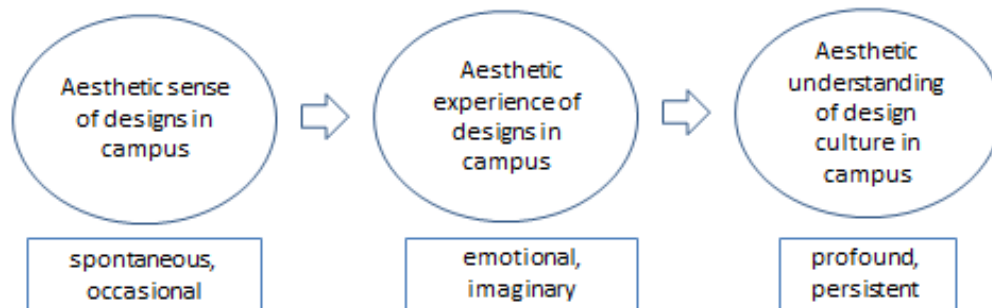 Aesthetic sense
of designs in
campus
Aesthetic
experience of
designs in
campus
Aesthetic
understanding
of design
culture in
campus
spontaneous,
occasional
emotional,
imaginary
profound,
persistent